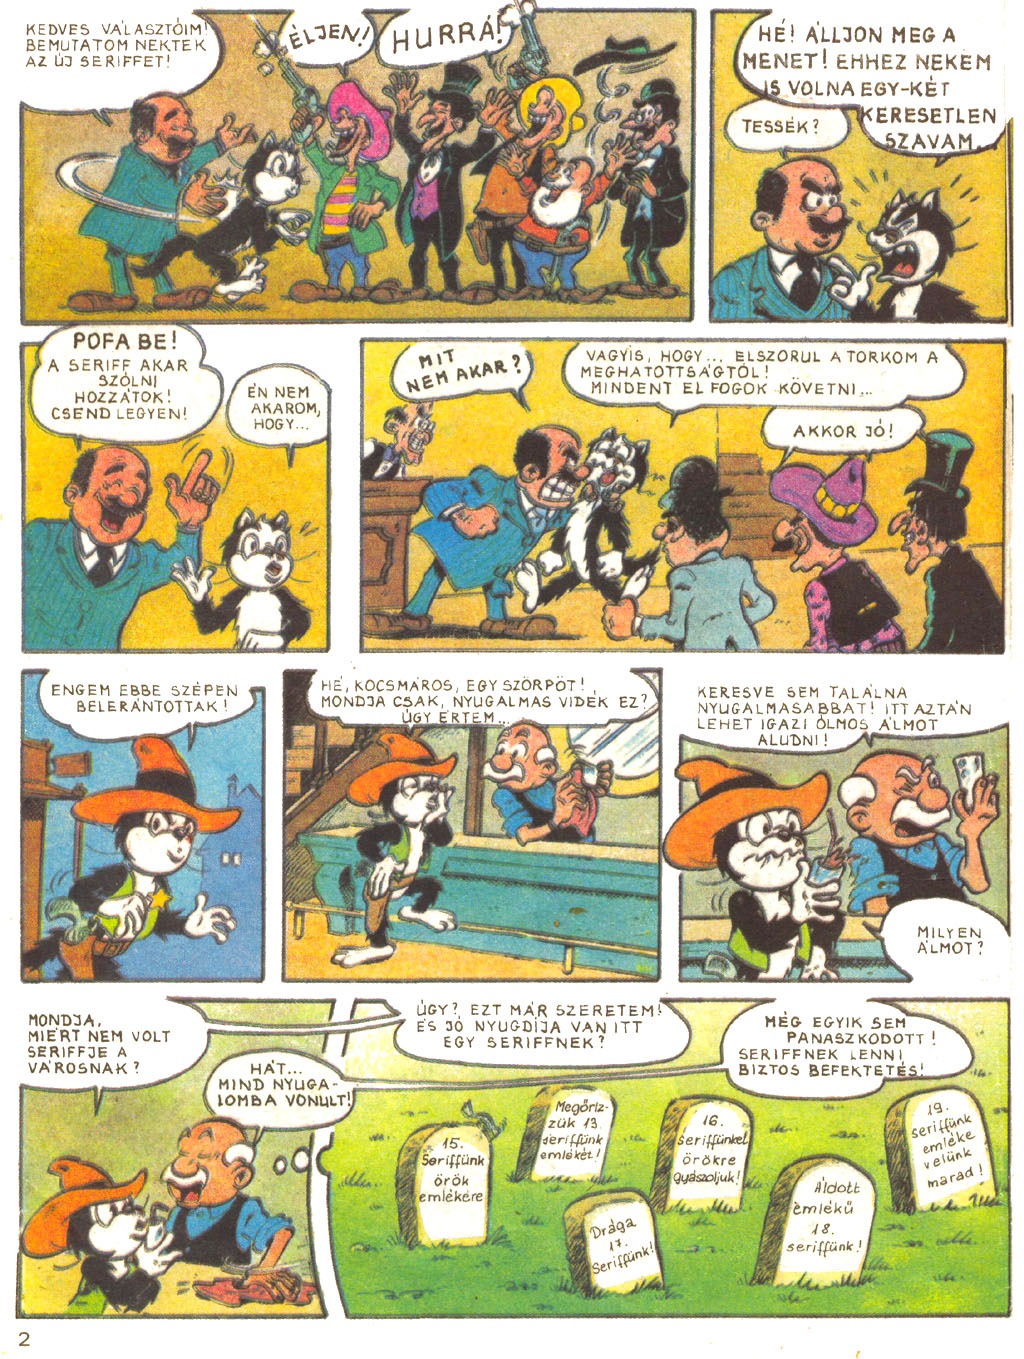 KEDVES VÁLASZTÓIM!
BEMUTATOM NEKTEK
AZ ÚJ SERIFFET!
ÉLJEN!
HURRÁ!
HÉ! ÁLLJON MEG A
MENET! EHHEZ NEKEM
IS VOLNA EGY-KÉT
KERESETLEN
SZAVAM...
TESSÉK?
POFA BE!
A SERIFF AKAR
SZÓLNI
HOZZÁTOK!
CSEND LEGYEN!
ÉN NEM
AKAROM,
HOGY...
MIT
NEM AKAR?
VAGYIS, HOGY... ELSZORUL A TORKOM A
MEGHATOTTSÁGTÓL!
MINDENT EL FOGOK KÖVETNI...
AKKOR JÓ!
ENGEM EBBE SZÉPEN
BELERÁNTOTTAK!
HÉ, KOCSMÁROS, EGY SZÖRPÖT!
MONDJA CSAK, NYUGALMAS VIDÉK EZ?
ÚGY ÉRTEM...
KERESVE SEM TALÁLNA
NYUGALMASABBAT! ITT AZTÁN
LEHET IGAZI ÓLMOS ÁLMOT
ALUDNI!
MILYEN
ÁLMOT?
MONDJA,
MIÉRT NEM VOLT
SERIFFJE A
VÁROSNAK?
HÁT...
MIND NYUGA-
LOMBA VONULT!
ÚGY? EZT MÁR SZERETEM!
ÉS JÓ NYUGDÍJA VAN ITT
EGY SERIFFNEK?
MÉG EGYIK SEM
PANASZKODOTT!
SERIFFNEK LENNI
BIZTOS BEFEKTETÉS!
15.
Seriffünk
örök
emlékére
Megőriz-
zük 13.
seriffünk
emlékét!
16.
seriffünket
örökre
gyászoljuk!
19.
seriffünk
emléke
velünk
marad!
Drága
17.
Seriffünk!
Áldott
emlékű
18.
seriffünk!
2